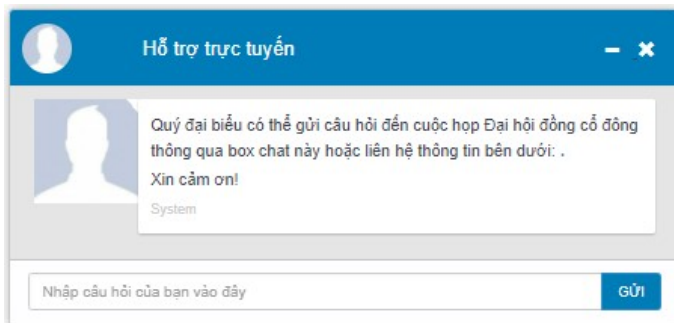 Hỗ trợ trực tuyến
Quý đại biểu có thể gửi câu hỏi đến cuộc họp Đại hội đồng cổ đông
thông qua box chat này hoặc liên hệ thông tin bên dưới: .
Xin cảm ơn!
System
Nhập câu hỏi của bạn vào đây
GỬI